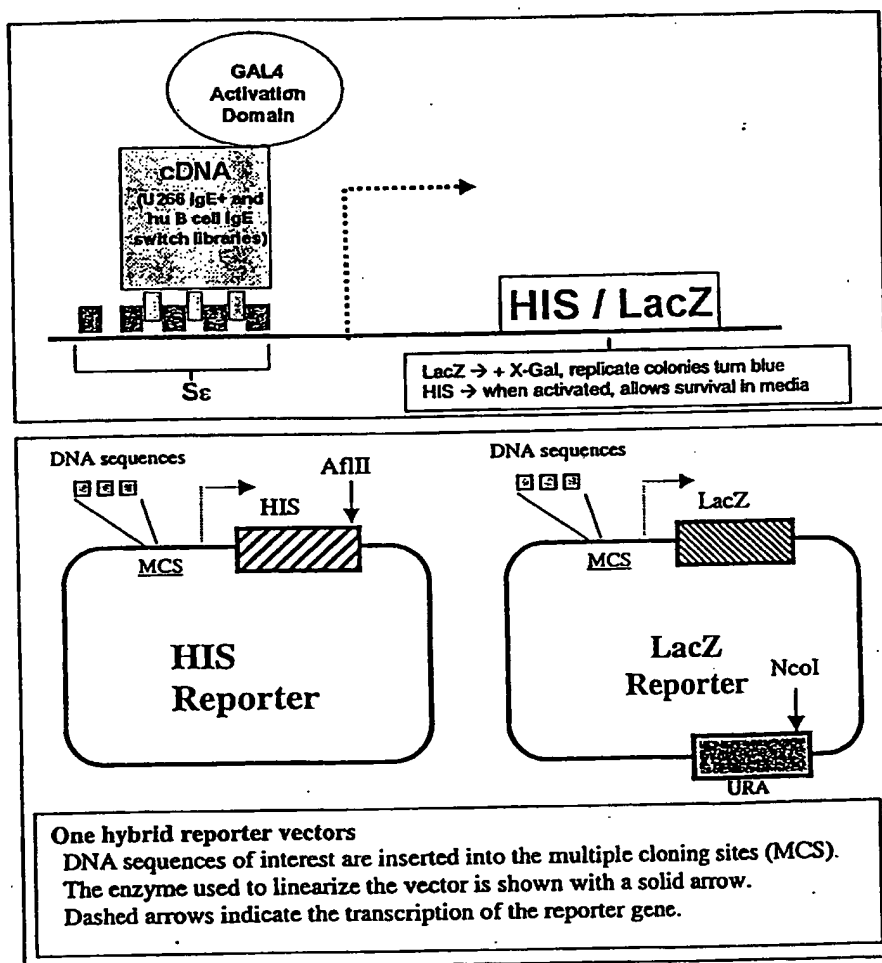 GAL4
Activation
Domain
cDNA
(U266 IgE+ and
hu B cell IgE
switch libraries)
HIS / LacZ
Sε
LacZ → + X-Gal, replicate colonies turn blue
HIS → when activated, allows survival in media
DNA sequences
AflII
HIS
MCS
HIS
Reporter
DNA sequences
LacZ
MCS
LacZ
Reporter
NcoI
URA
One hybrid reporter vectors
DNA sequences of interest are inserted into the multiple cloning sites (MCS).
The enzyme used to linearize the vector is shown with a solid arrow.
Dashed arrows indicate the transcription of the reporter gene.